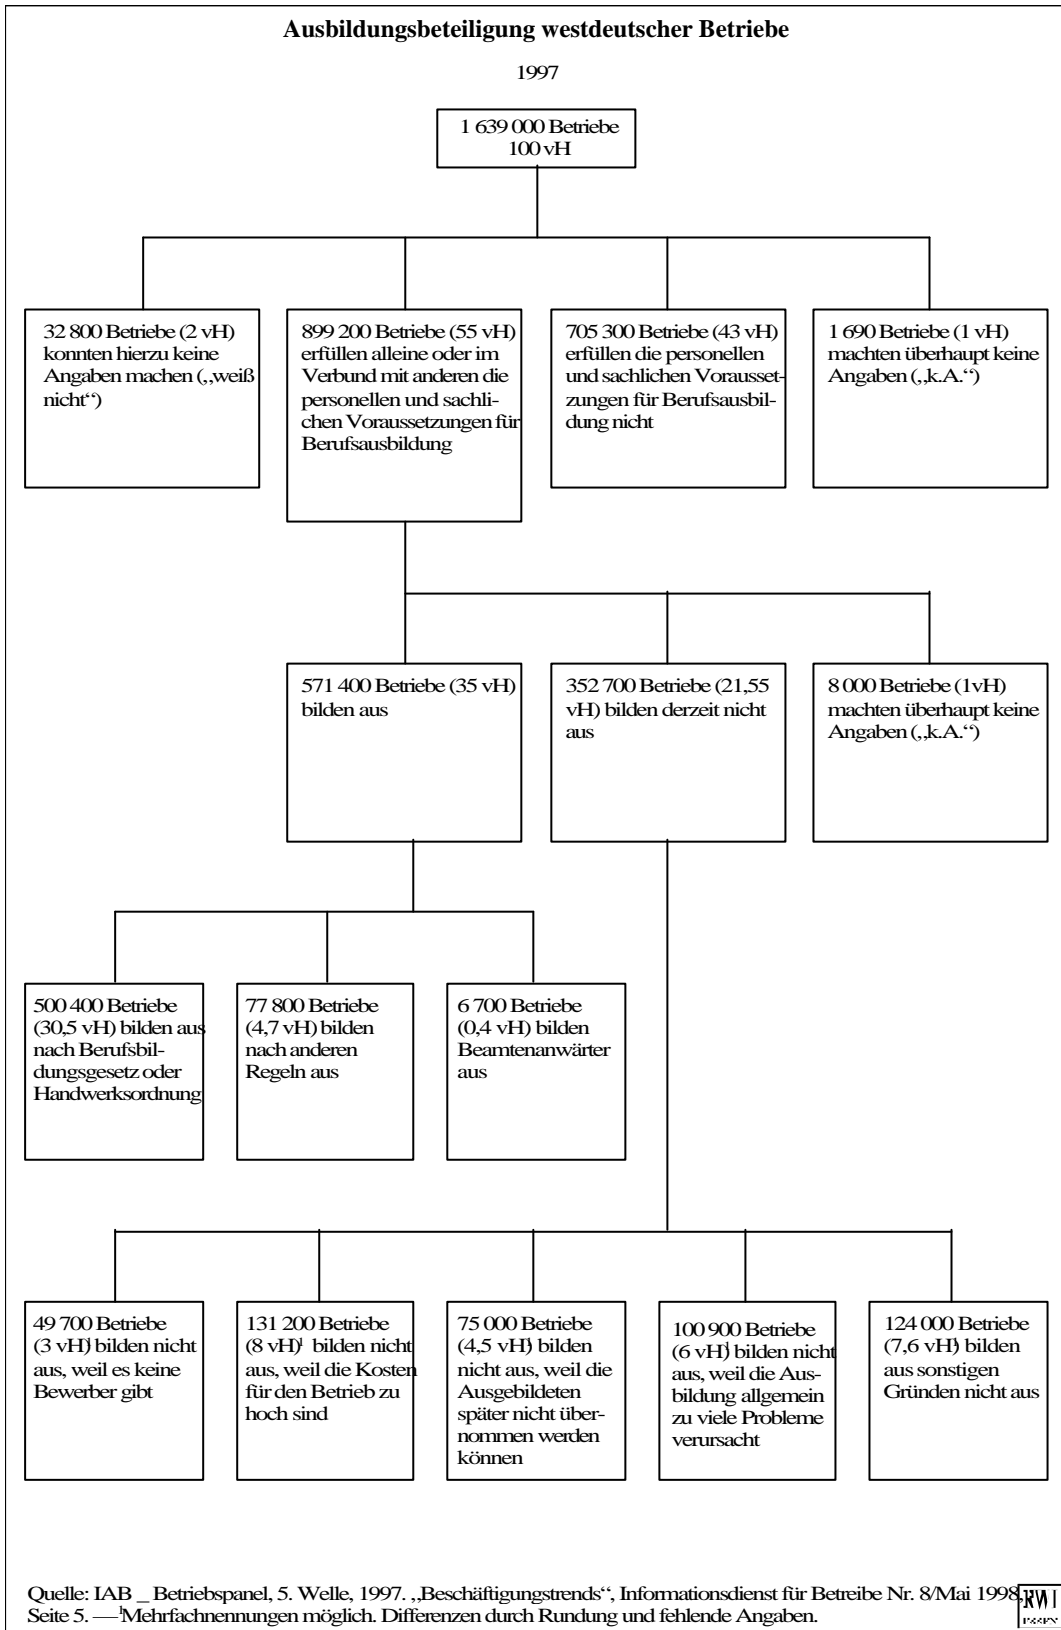 Ausbildungsbeteiligung westdeutscher Betriebe
1997
1 639 000 Betriebe
100 vH
32 800 Betriebe (2 vH)
konnten hierzu keine
Angaben machen („weiß
nicht“)
899 200 Betriebe (55 vH)
erfüllen alleine oder im
Verbund mit anderen die
personellen und sachli-
chen Voraussetzungen für
Berufsausbildung
705 300 Betriebe (43 vH)
erfüllen die personellen
und sachlichen Vorausset-
zungen für Berufsausbil-
dung nicht
1 690 Betriebe (1 vH)
machten überhaupt keine
Angaben („k.A.“)
571 400 Betriebe (35 vH)
bilden aus
352 700 Betriebe (21,55
vH) bilden derzeit nicht
aus
8 000 Betriebe (1vH)
machten überhaupt keine
Angaben („k.A.“)
500 400 Betriebe
(30,5 vH) bilden aus
nach Berufsbil-
dungsgesetz oder
Handwerksordnung
77 800 Betriebe
(4,7 vH) bilden
nach anderen
Regeln aus
6 700 Betriebe
(0,4 vH) bilden
Beamtenanwärter
aus
49 700 Betriebe
(3 vH)¹ bilden nicht
aus, weil es keine
Bewerber gibt
131 200 Betriebe
(8 vH)¹ bilden nicht
aus, weil die Kosten
für den Betrieb zu
hoch sind
75 000 Betriebe
(4,5 vH)¹ bilden
nicht aus, weil die
Ausgebildeten
später nicht über-
nommen werden
können
100 900 Betriebe
(6 vH)¹ bilden nicht
aus, weil die Aus-
bildung allgemein
zu viele Probleme
verursacht
124 000 Betriebe
(7,6 vH)¹ bilden
aus sonstigen
Gründen nicht aus
Quelle: IAB _ Betriebspanel, 5. Welle, 1997. „Beschäftigungstrends“, Informationsdienst für Betreibe Nr. 8/Mai 1998,
Seite 5. — ¹Mehrfachnennungen möglich. Differenzen durch Rundung und fehlende Angaben.
RWI
ESSEN